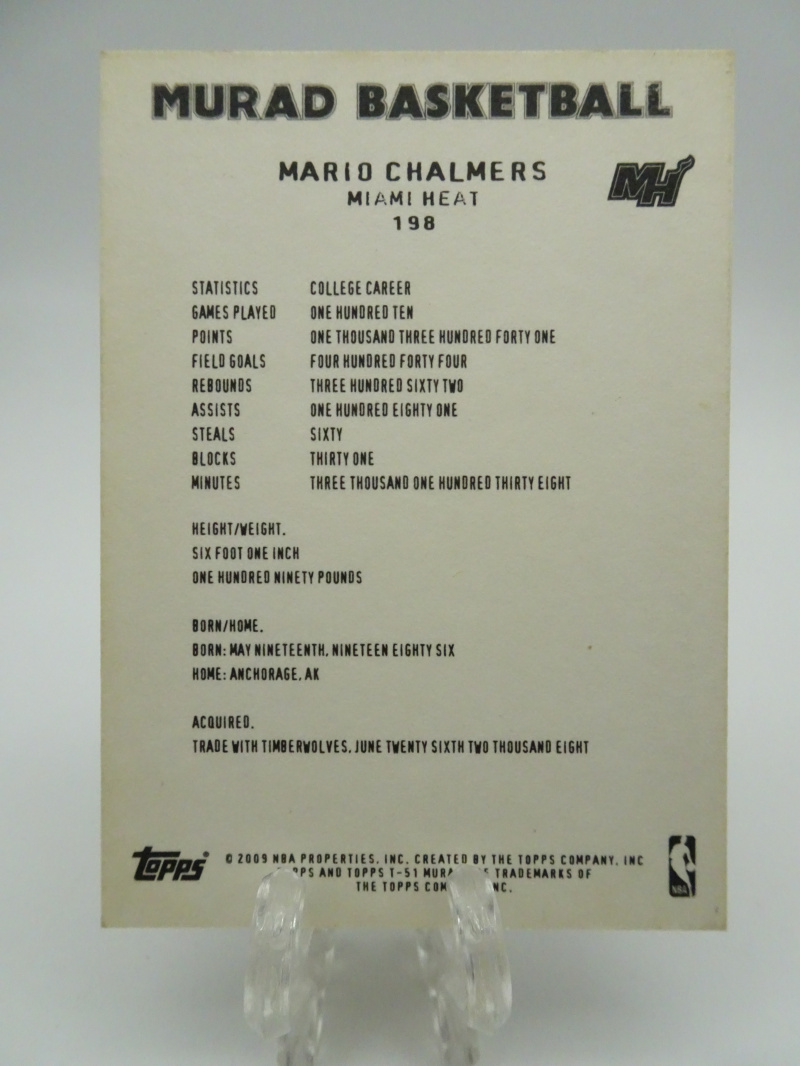 MURAD BASKETBALL
MARIO CHALMERS
MH
MIAMI HEAT
198
STATISTICS COLLEGE CAREER
GAMES PLAYED ONE HUNDRED TEN
POINTS ONE THOUSAND THREE HUNDRED FORTY ONE
FIELD GOALS FOUR HUNDRED FORTY FOUR
REBOUNDS THREE HUNDRED SIXTY TWO
ASSISTS ONE HUNDRED EIGHTY ONE
STEALS SIXTY
BLOCKS THIRTY ONE
MINUTES THREE THOUSAND ONE HUNDRED THIRTY EIGHT
HEIGHT/WEIGHT.
SIX FOOT ONE INCH
ONE HUNDRED NINETY POUNDS
BORN/HOME.
BORN: MAY NINETEENTH, NINETEEN EIGHTY SIX
HOME: ANCHORAGE, AK
ACQUIRED.
TRADE WITH TIMBERWOLVES, JUNE TWENTY SIXTH TWO THOUSAND EIGHT
Topps®
© 2009 NBA PROPERTIES, INC. CREATED BY THE TOPPS COMPANY, INC
AND TOPPS T-51 TRADEMARKS OF
THE TOPPS
NBA